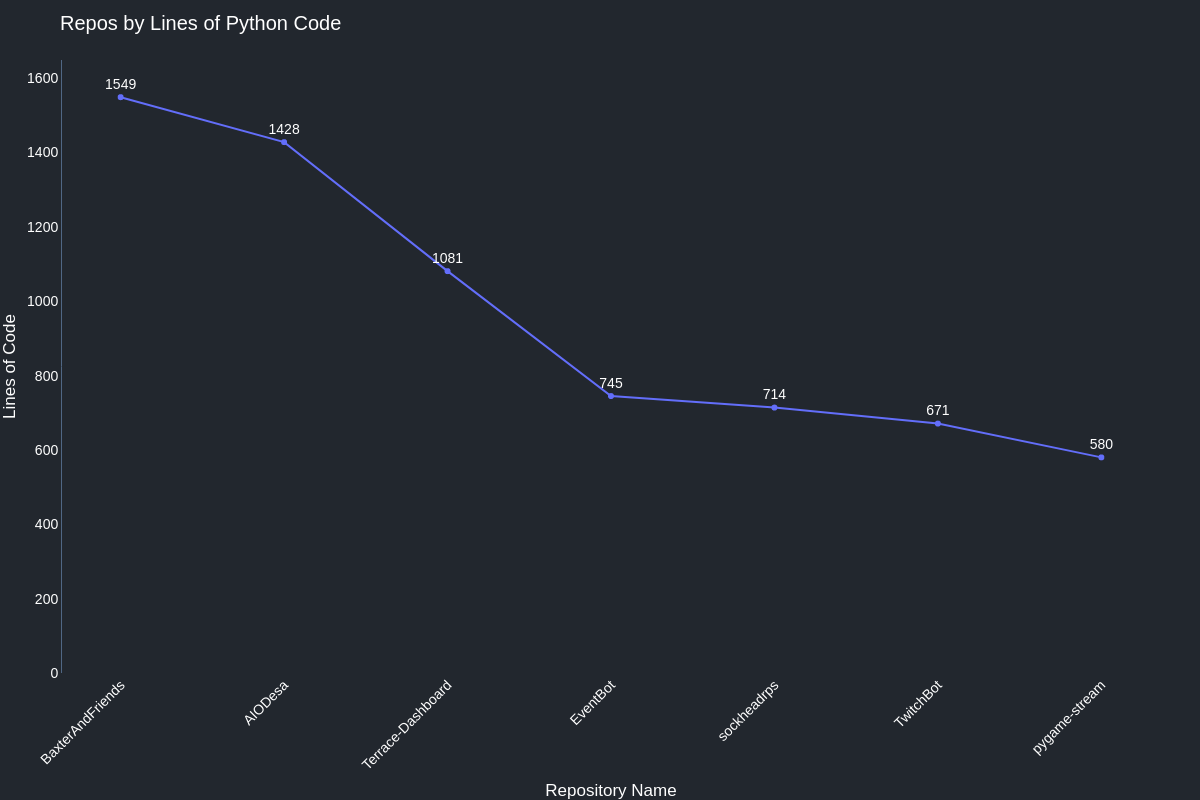 Repos by Lines of Python Code
1600
1400
1200
1000
800
600
400
200
0
Lines of Code
1549
1428
1081
745
714
671
580
BaxterAndFriends
AIODesa
Terrace-Dashboard
EventBot
sockheadrps
TwitchBot
pygame-stream
Repository Name